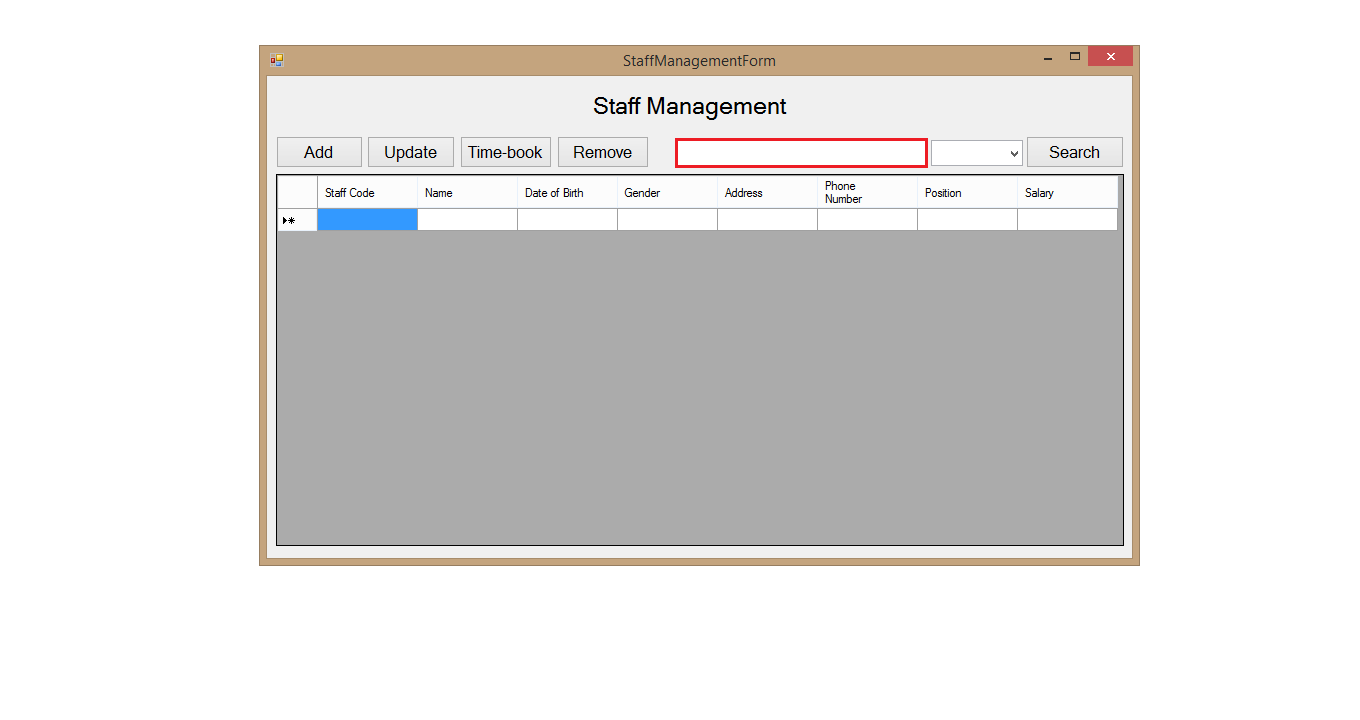 StaffManagementForm
Staff Management
Add Update Time-book Remove Search
Staff Code Name Date of Birth Gender Address Phone Number Position Salary